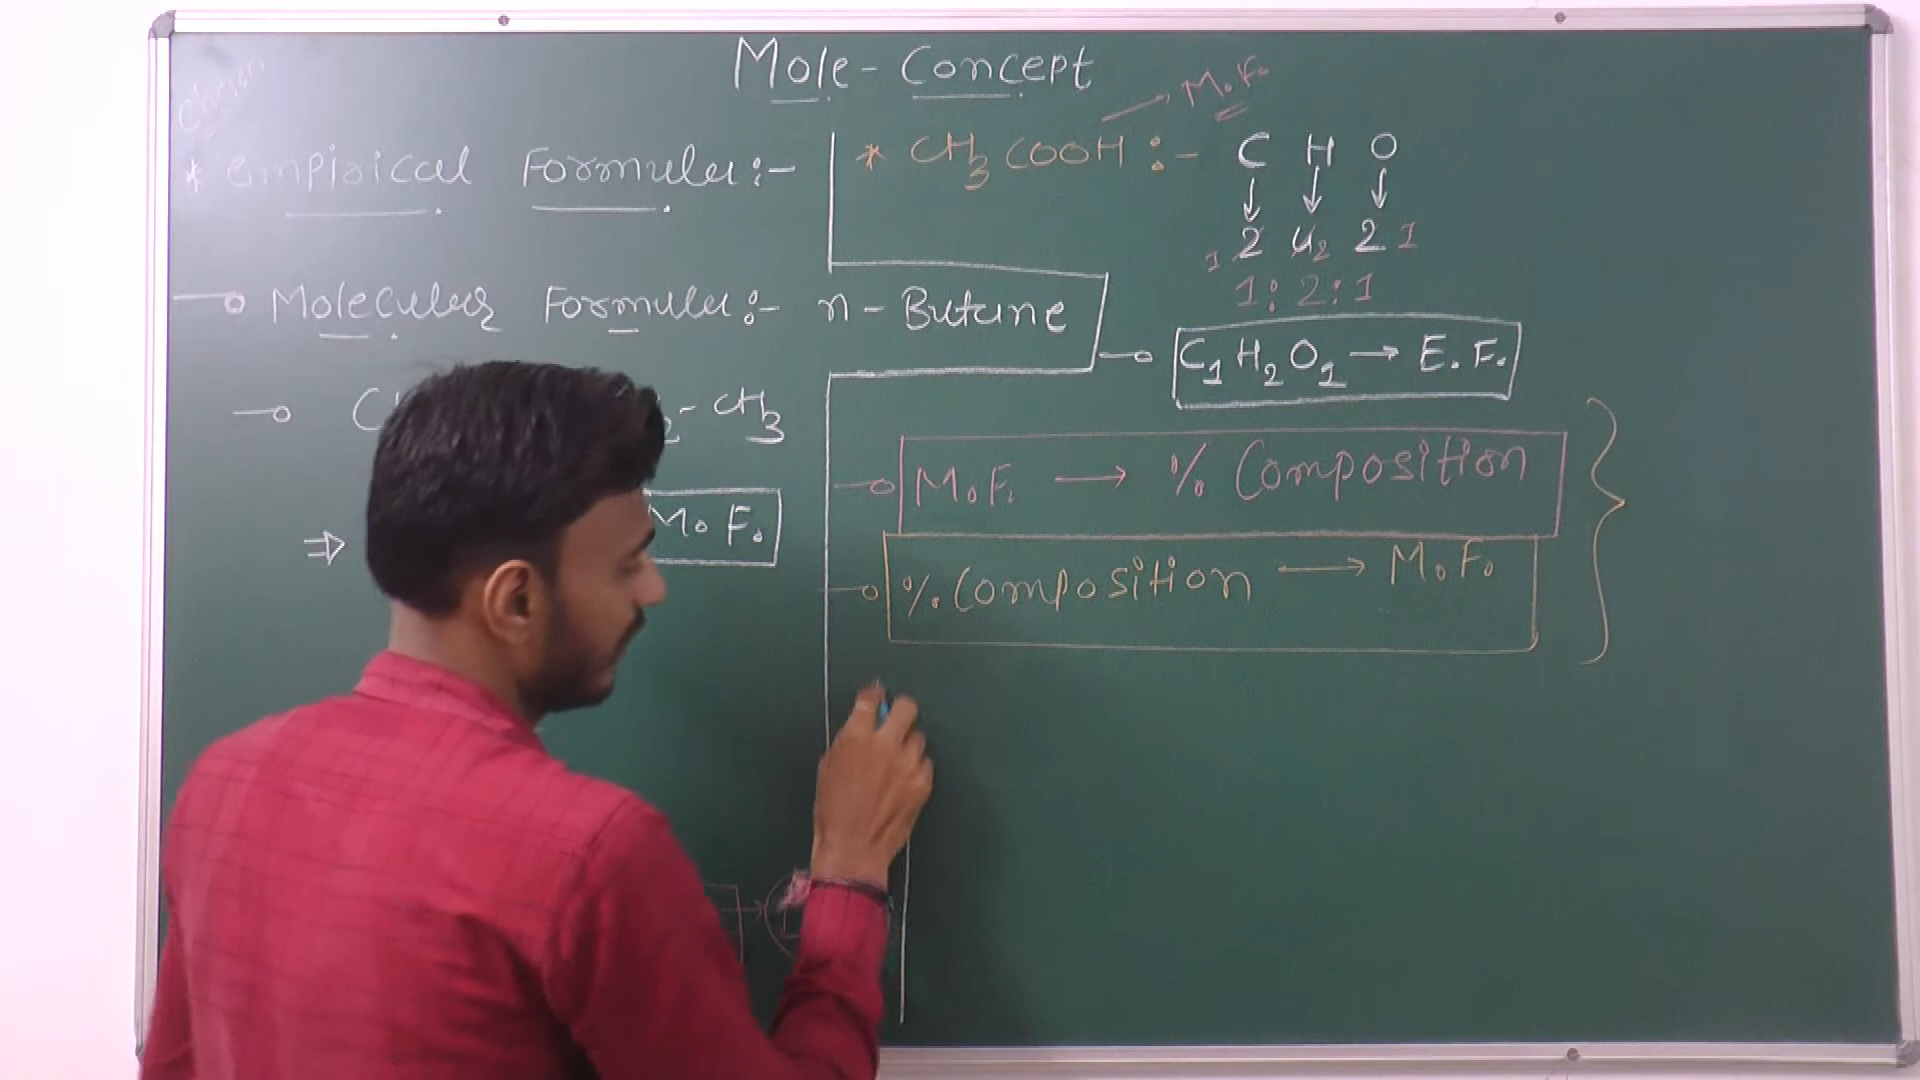 Mole-Concept
* Empirical Formula:-
Molecular Formula:- n-Butane
-CH3
⇒ M.F.
* CH3COOH:- → M.F.
C H O
↓ ↓ ↓
1 2 4 2 2 1
1:2:1
C1H2O1 → E.F.
M.F. → % Composition
% Composition → M.F.